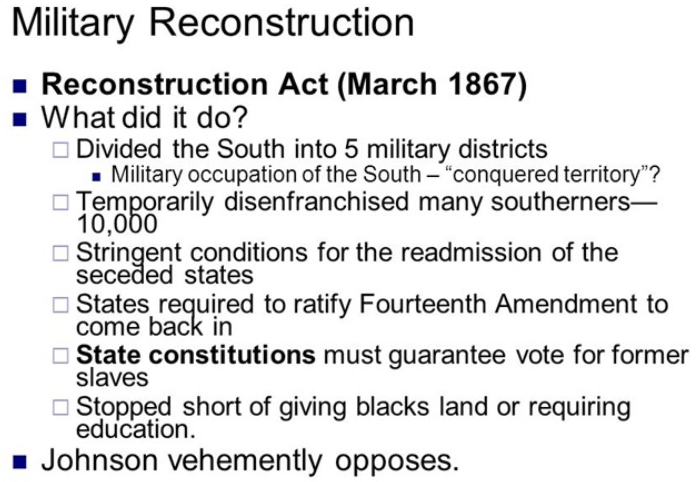 Military Reconstruction
Reconstruction Act (March 1867)
What did it do?
Divided the South into 5 military districts
Military occupation of the South – “conquered territory”?
Temporarily disenfranchised many southerners—
10,000
Stringent conditions for the readmission of the
seceded states
States required to ratify Fourteenth Amendment to
come back in
State constitutions must guarantee vote for former
slaves
Stopped short of giving blacks land or requiring
education.
Johnson vehemently opposes.